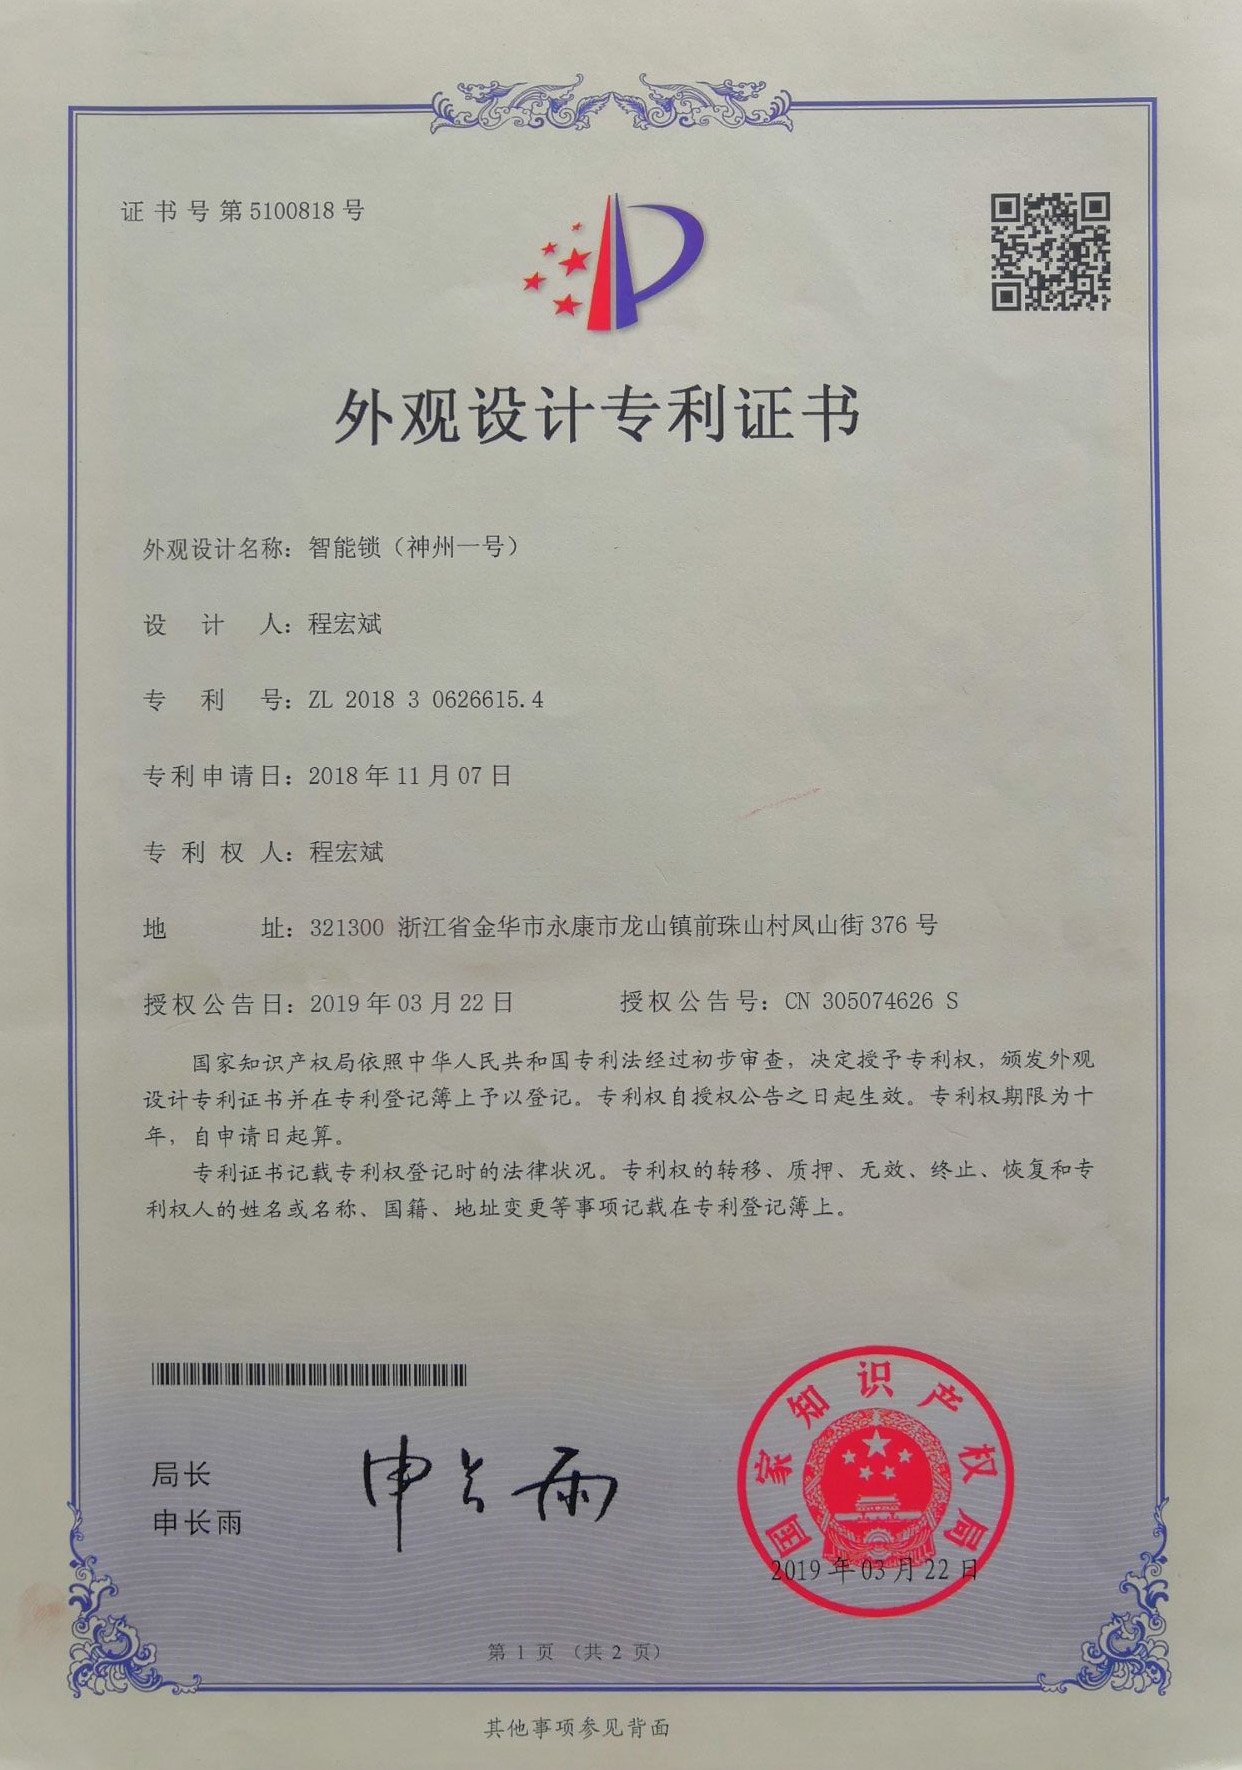 证书号第5100818号
外观设计专利证书
外观设计名称：智能锁（神州一号）
设计人：程宏斌
专利号：ZL 2018 3 0626615.4
专利申请日：2018年11月07日
专利权人：程宏斌
地址：321300 浙江省金华市永康市龙山镇前珠山村凤山街376号
授权公告日：2019年03月22日 授权公告号：CN 305074626 S
国家知识产权局依照中华人民共和国专利法经过初步审查，决定授予专利权，颁发外观
设计专利证书并在专利登记簿上予以登记。专利权自授权公告之日起生效。专利权期限为十
年，自申请日起算。
专利证书记载专利权登记时的法律状况。专利权的转移、质押、无效、终止、恢复和专
利权人的姓名或名称、国籍、地址变更等事项记载在专利登记簿上。
局长
申长雨
申长雨
国家知识产权局
2019年03月22日
第 1 页 （共 2 页）
其他事项参见背面